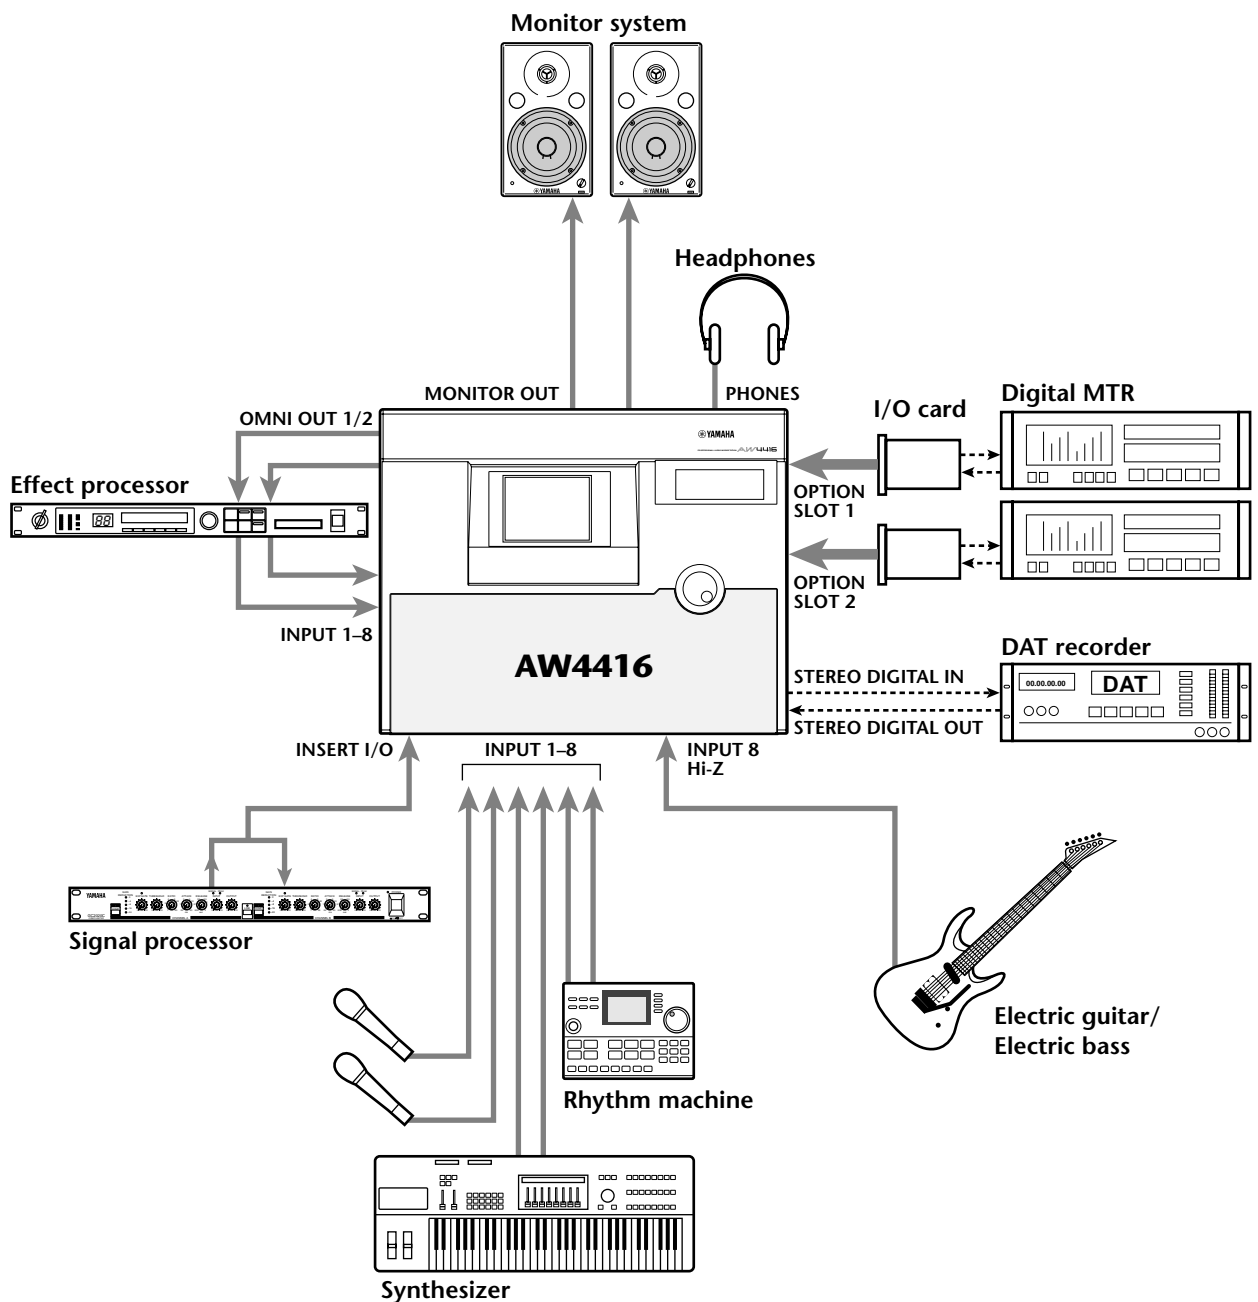 Monitor system
YAMAHA
YAMAHA
Headphones
MONITOR OUT
PHONES
OMNI OUT 1/2
I/O card
Digital MTR
YAMAHA
AW4416
Effect processor
88
OPTION
SLOT 1
OPTION
SLOT 2
INPUT 1–8
AW4416
DAT recorder
STEREO DIGITAL IN
00.00.00.00
DAT
STEREO DIGITAL OUT
INSERT I/O
INPUT 1–8
INPUT 8
Hi-Z
YAMAHA
Signal processor
Electric guitar/
Electric bass
Rhythm machine
Synthesizer